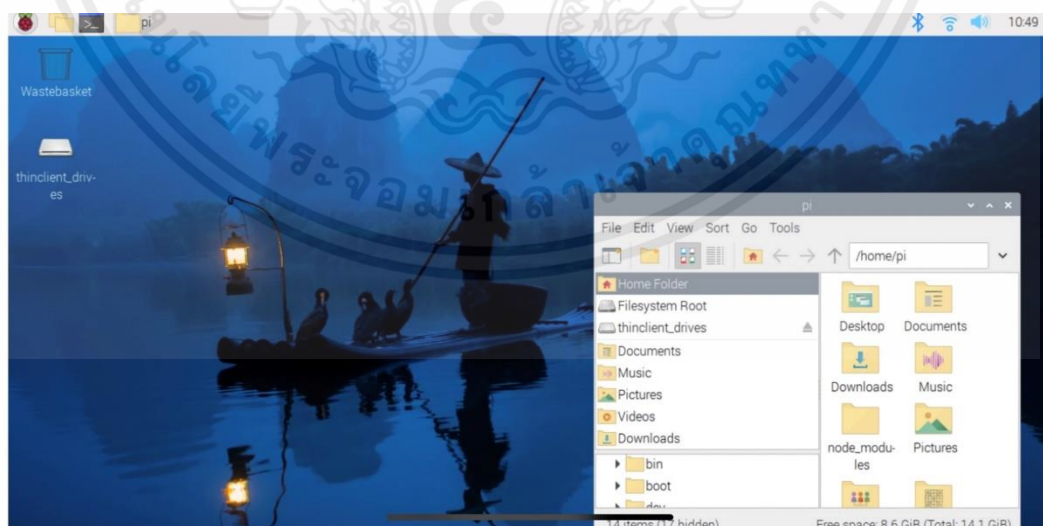 pi
10:49
Wastebasket
thinclient_driv-
es
pi
File Edit View Sort Go Tools
/home/pi
Home Folder
Filesystem Root
thinclient_drives
Documents
Music
Pictures
Videos
Downloads
bin
boot
dev
Desktop
Documents
Downloads
Music
node_modu-
les
Pictures
14 items (17 hidden)
Free space: 8.6 GiB (Total: 14.1 GiB)